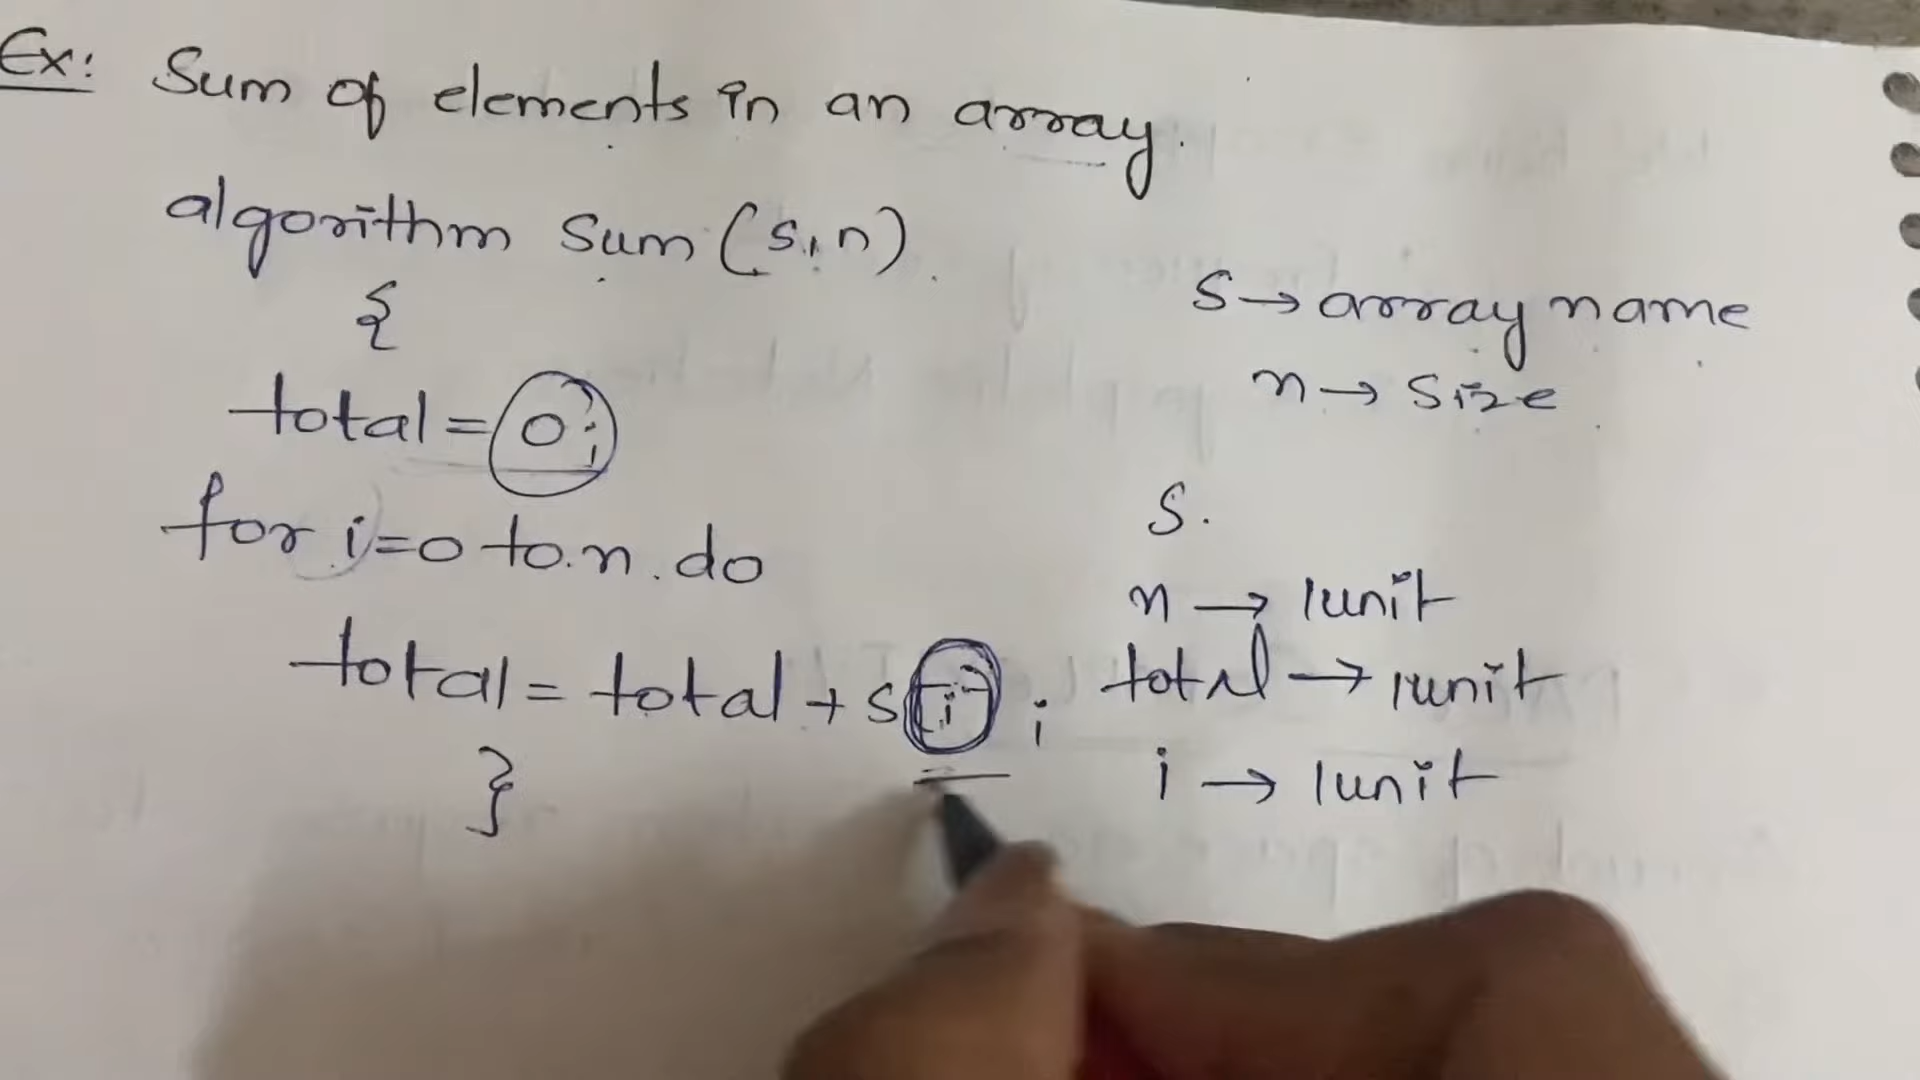 Ex: Sum of elements in an array.
algorithm sum (s,n)
{
total = 0;
for i=0 to n do
total = total + s[i];
}
s → array name
n → size
s.
n → 1unit
total → 1unit
i → 1unit